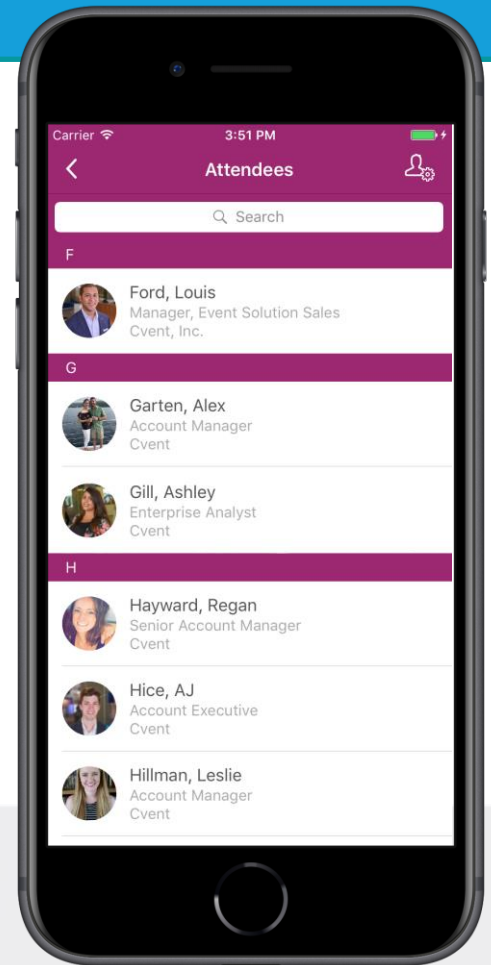 Carrier 3:51 PM
Attendees
Search
F
Ford, Louis
Manager, Event Solution Sales
Cvent, Inc.
G
Garten, Alex
Account Manager
Cvent
Gill, Ashley
Enterprise Analyst
Cvent
H
Hayward, Regan
Senior Account Manager
Cvent
Hice, AJ
Account Executive
Cvent
Hillman, Leslie
Account Manager
Cvent